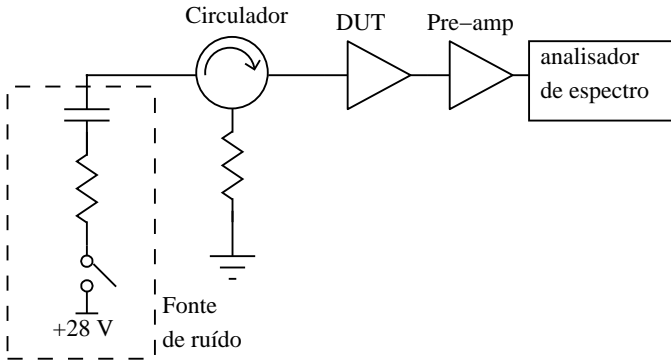 Circulador
DUT
Pre−amp
analisador
de espectro
+28 V
Fonte
de ruído